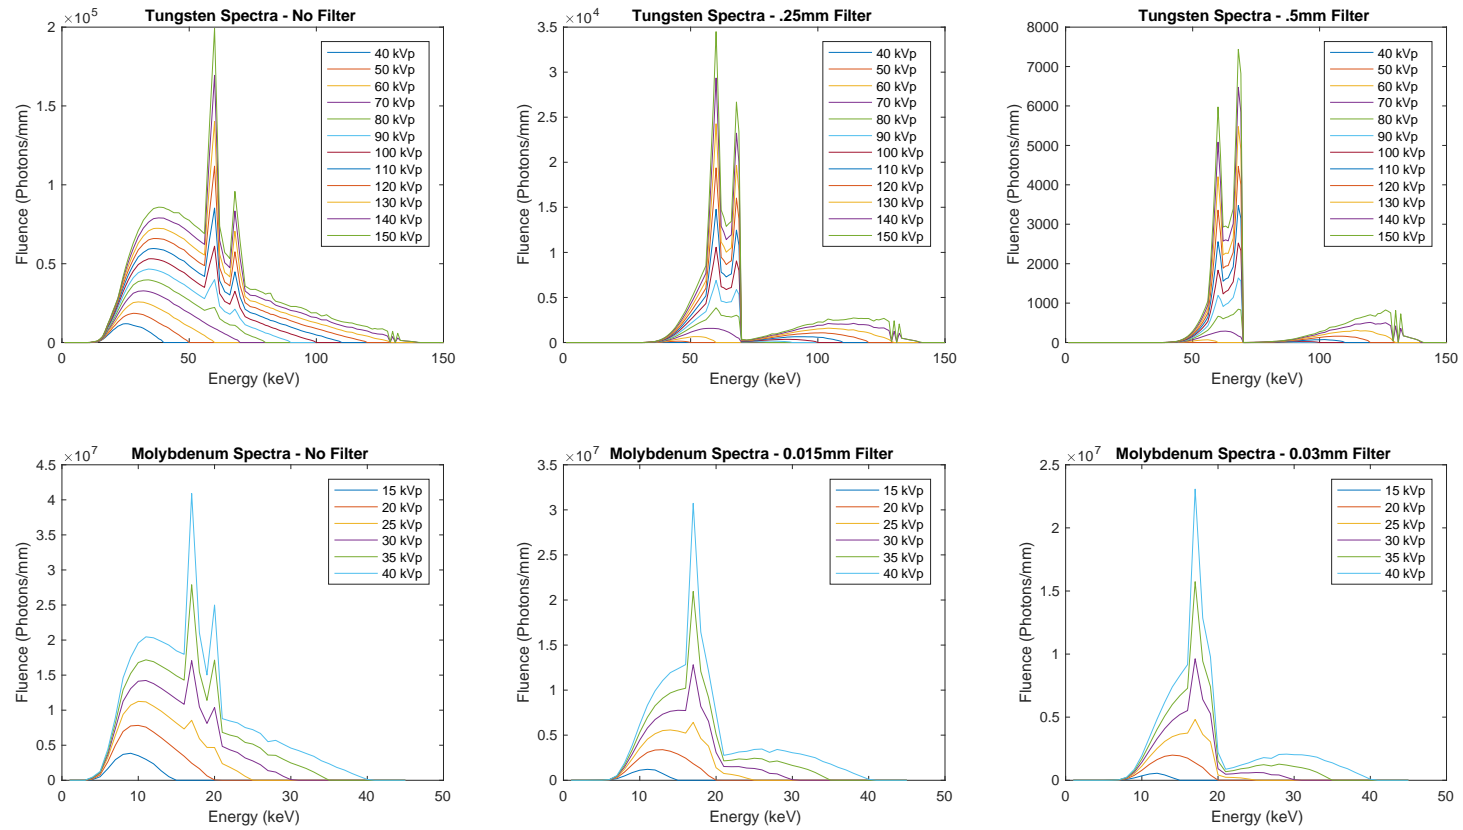 Tungsten Spectra - No Filter
×10^5
2
1.5
1
0.5
0
0
50
100
150
Fluence (Photons/mm)
Energy (keV)
40 kVp
50 kVp
60 kVp
70 kVp
80 kVp
90 kVp
100 kVp
110 kVp
120 kVp
130 kVp
140 kVp
150 kVp
Tungsten Spectra - .25mm Filter
×10^4
3.5
3
2.5
2
1.5
1
0.5
0
0
50
100
150
Fluence (Photons/mm)
Energy (keV)
40 kVp
50 kVp
60 kVp
70 kVp
80 kVp
90 kVp
100 kVp
110 kVp
120 kVp
130 kVp
140 kVp
150 kVp
Tungsten Spectra - .5mm Filter
8000
7000
6000
5000
4000
3000
2000
1000
0
0
50
100
150
Fluence (Photons/mm)
Energy (keV)
40 kVp
50 kVp
60 kVp
70 kVp
80 kVp
90 kVp
100 kVp
110 kVp
120 kVp
130 kVp
140 kVp
150 kVp
Molybdenum Spectra - No Filter
×10^7
4.5
4
3.5
3
2.5
2
1.5
1
0.5
0
0
10
20
30
40
50
Fluence (Photons/mm)
Energy (keV)
15 kVp
20 kVp
25 kVp
30 kVp
35 kVp
40 kVp
Molybdenum Spectra - 0.015mm Filter
×10^7
3.5
3
2.5
2
1.5
1
0.5
0
0
10
20
30
40
50
Fluence (Photons/mm)
Energy (keV)
15 kVp
20 kVp
25 kVp
30 kVp
35 kVp
40 kVp
Molybdenum Spectra - 0.03mm Filter
×10^7
2.5
2
1.5
1
0.5
0
0
10
20
30
40
50
Fluence (Photons/mm)
Energy (keV)
15 kVp
20 kVp
25 kVp
30 kVp
35 kVp
40 kVp